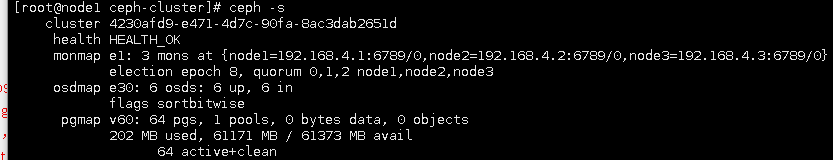 [root@node1 ceph-cluster]# ceph -s
    cluster 4230afd9-e471-4d7c-90fa-8ac3dab2651d
     health HEALTH_OK
     monmap e1: 3 mons at {node1=192.168.4.1:6789/0,node2=192.168.4.2:6789/0,node3=192.168.4.3:6789/0}
            election epoch 8, quorum 0,1,2 node1,node2,node3
     osdmap e30: 6 osds: 6 up, 6 in
            flags sortbitwise
      pgmap v60: 64 pgs, 1 pools, 0 bytes data, 0 objects
            202 MB used, 61171 MB / 61373 MB avail
                  64 active+clean